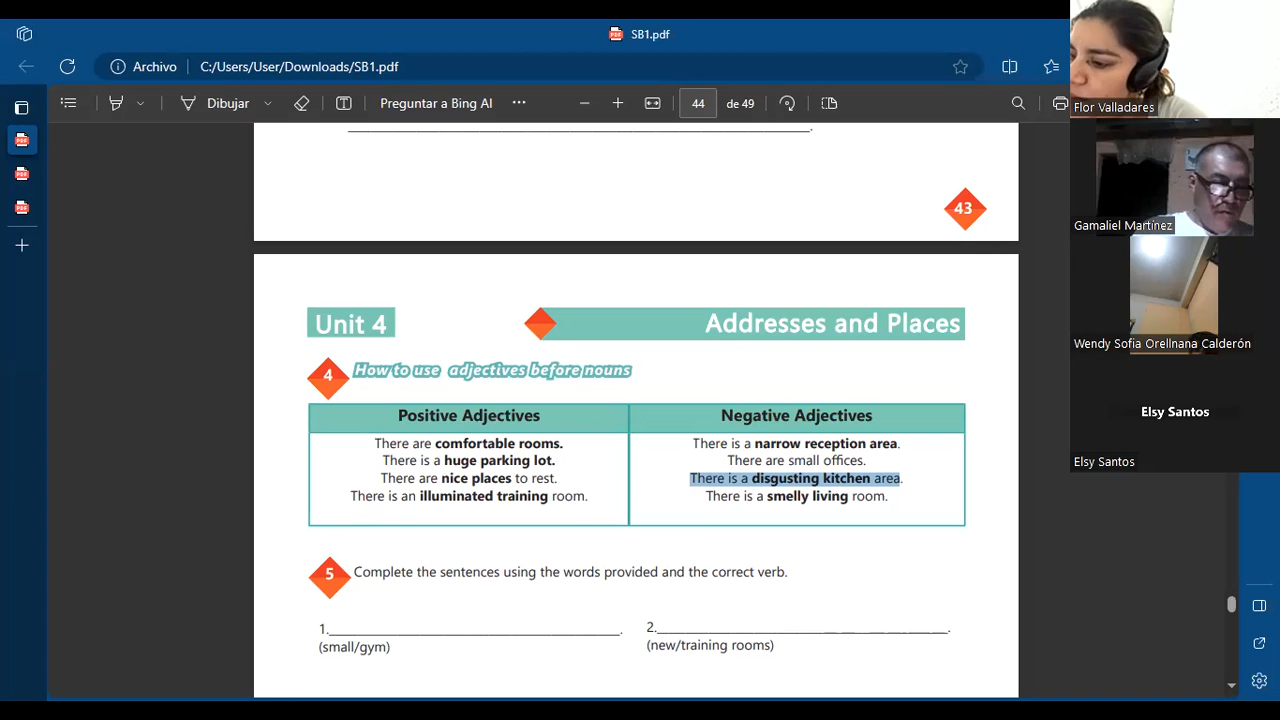 SB1.pdf
Archivo C:/Users/User/Downloads/SB1.pdf
Dibujar Preguntar a Bing AI 44 de 49
43
Unit 4 Addresses and Places
4 How to use adjectives before nouns
Positive Adjectives
There are comfortable rooms.
There is a huge parking lot.
There are nice places to rest.
There is an illuminated training room.
Negative Adjectives
There is a narrow reception area.
There are small offices.
There is a disgusting kitchen area.
There is a smelly living room.
5 Complete the sentences using the words provided and the correct verb.
1.______________________________.
(small/gym)
2.______________________________.
(new/training rooms)
Flor Valladares
Gamaliel Martínez
Wendy Sofia Orellnana Calderón
Elsy Santos
Elsy Santos